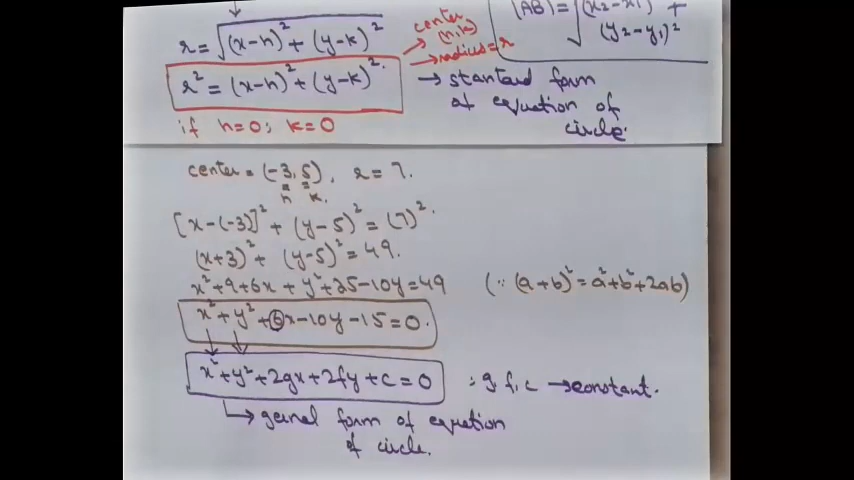 r = √(x-h)² + (y-k)²
center (h,k)
radius = r
(AB) = √(x₂-x₁)² +
(y₂-y₁)²
r² = (x-h)² + (y-k)².
→ stantard form
of equation of
circle.
if h=0; k=0
center = (-3, 5), r = 7.
h k.
[x-(-3)]² + (y-5)² = (7)².
(x+3)² + (y-5)² = 49.
x²+9+6x + y²+25-10y=49 (∵ (a+b)² = a²+b²+2ab)
x² + y² + 6x-10y-15=0.
x²+y²+2gx+2fy+c=0 ∴ g, f, c → constant.
→ genral form of equation
of circle.